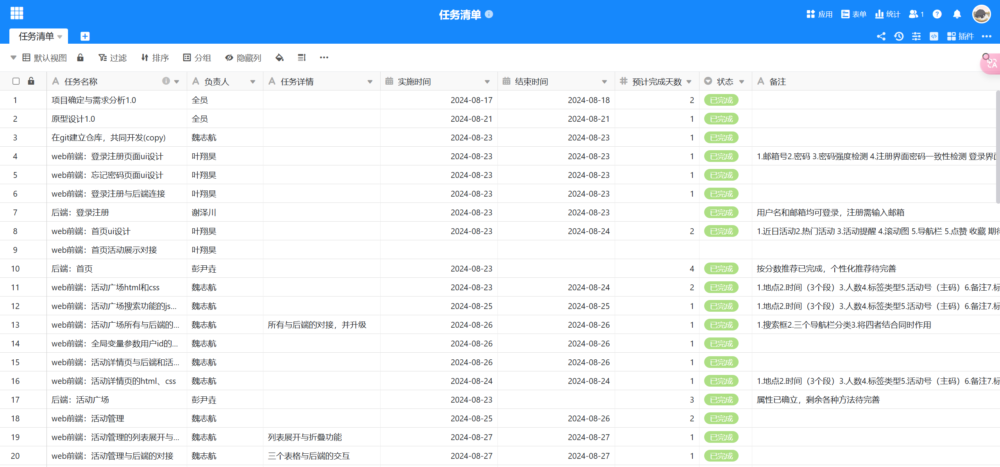 任务清单
应用 表单 统计 1
任务清单
插件
默认视图 过滤 排序 分组 隐藏列
任务名称 负责人 任务详情 实施时间 结束时间 预计完成天数 状态 备注
1 项目确定与需求分析1.0 全员 2024-08-17 2024-08-18 2 已完成
2 原型设计1.0 全员 2024-08-21 2024-08-21 1 已完成
3 在git建立仓库，共同开发(copy) 魏志航 2024-08-23 2024-08-23 1 已完成
4 web前端：登录注册页面ui设计 叶翔昊 2024-08-23 2024-08-23 1 已完成 1.邮箱号2.密码 3.密码强度检测 4.注册界面密码一致性检测 登录界面
5 web前端：忘记密码页面ui设计 叶翔昊 2024-08-23 2024-08-23 1 已完成
6 web前端：登录注册与后端连接 叶翔昊 2024-08-23 2024-08-23 1 已完成
7 后端：登录注册 谢泽川 2024-08-23 2024-08-23 已完成 用户名和邮箱均可登录，注册需输入邮箱
8 web前端：首页ui设计 叶翔昊 2024-08-23 2024-08-24 2 已完成 1.近日活动2.热门活动 3.活动提醒 4.滚动图 5.导航栏 5.点赞 收藏 期待
9 web前端：首页活动展示对接 叶翔昊
10 后端：首页 彭尹垚 2024-08-23 4 已完成 按分数推荐已完成，个性化推荐待完善
11 web前端：活动广场html和css 魏志航 2024-08-23 2024-08-24 2 已完成 1.地点2.时间（3个段）3.人数4.标签类型5.活动号（主码）6.备注7.标
12 web前端：活动广场搜索功能的js... 魏志航 2024-08-25 2024-08-25 1 已完成 1.地点2.时间（3个段）3.人数4.标签类型5.活动号（主码）6.备注7.标
13 web前端：活动广场所有与后端的... 魏志航 所有与后端的对接，并升级 2024-08-26 2024-08-26 1 已完成 1.搜索框2.三个导航栏分类3.将四者结合同时作用
14 web前端：全局变量参数用户id的... 魏志航 2024-08-26 2024-08-26 1 已完成
15 web前端：活动详情页与后端和活... 魏志航 2024-08-26 2024-08-26 1 已完成
16 web前端：活动详情页的html、css 魏志航 2024-08-24 2024-08-24 1 已完成 1.地点2.时间（3个段）3.人数4.标签类型5.活动号（主码）6.备注7.标
17 后端：活动广场 彭尹垚 2024-08-23 3 已完成 属性已确立，剩余各种方法待完善
18 web前端：活动管理 魏志航 2024-08-25 2024-08-26 2 已完成
19 web前端：活动管理的列表展开与... 魏志航 列表展开与折叠功能 2024-08-27 2024-08-27 1 已完成
20 web前端：活动管理与后端的对接 魏志航 三个表格与后端的交互 2024-08-27 2024-08-27 1 已完成